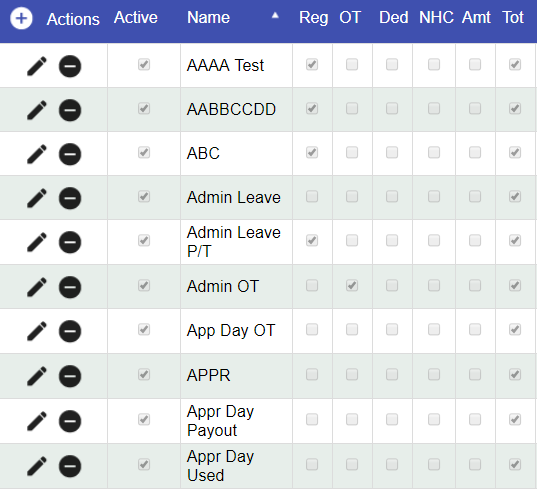 Actions Active Name Reg OT Ded NHC Amt Tot
AAAA Test
AABBCCDD
ABC
Admin Leave
Admin Leave
P/T
Admin OT
App Day OT
APPR
Appr Day
Payout
Appr Day
Used